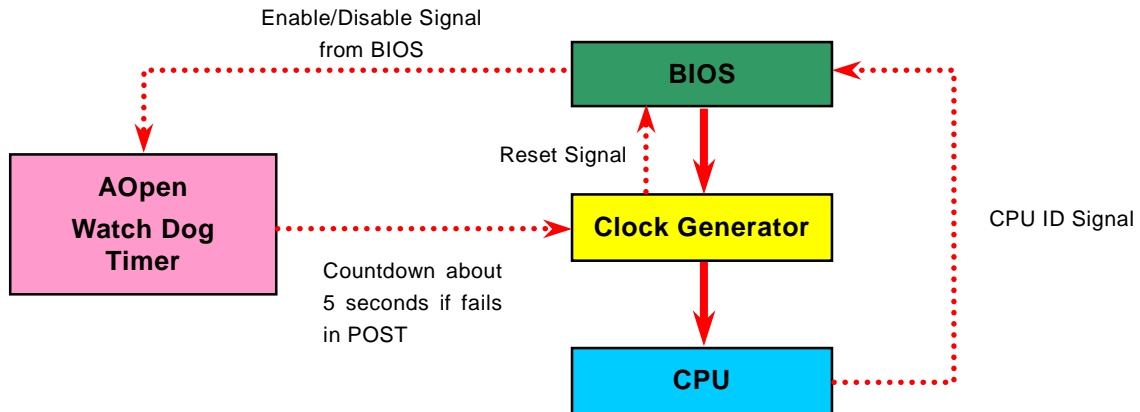 Enable/Disable Signal
from BIOS
BIOS
Reset Signal
AOpen
Watch Dog
Timer
Clock Generator
CPU ID Signal
Countdown about
5 seconds if fails
in POST
CPU